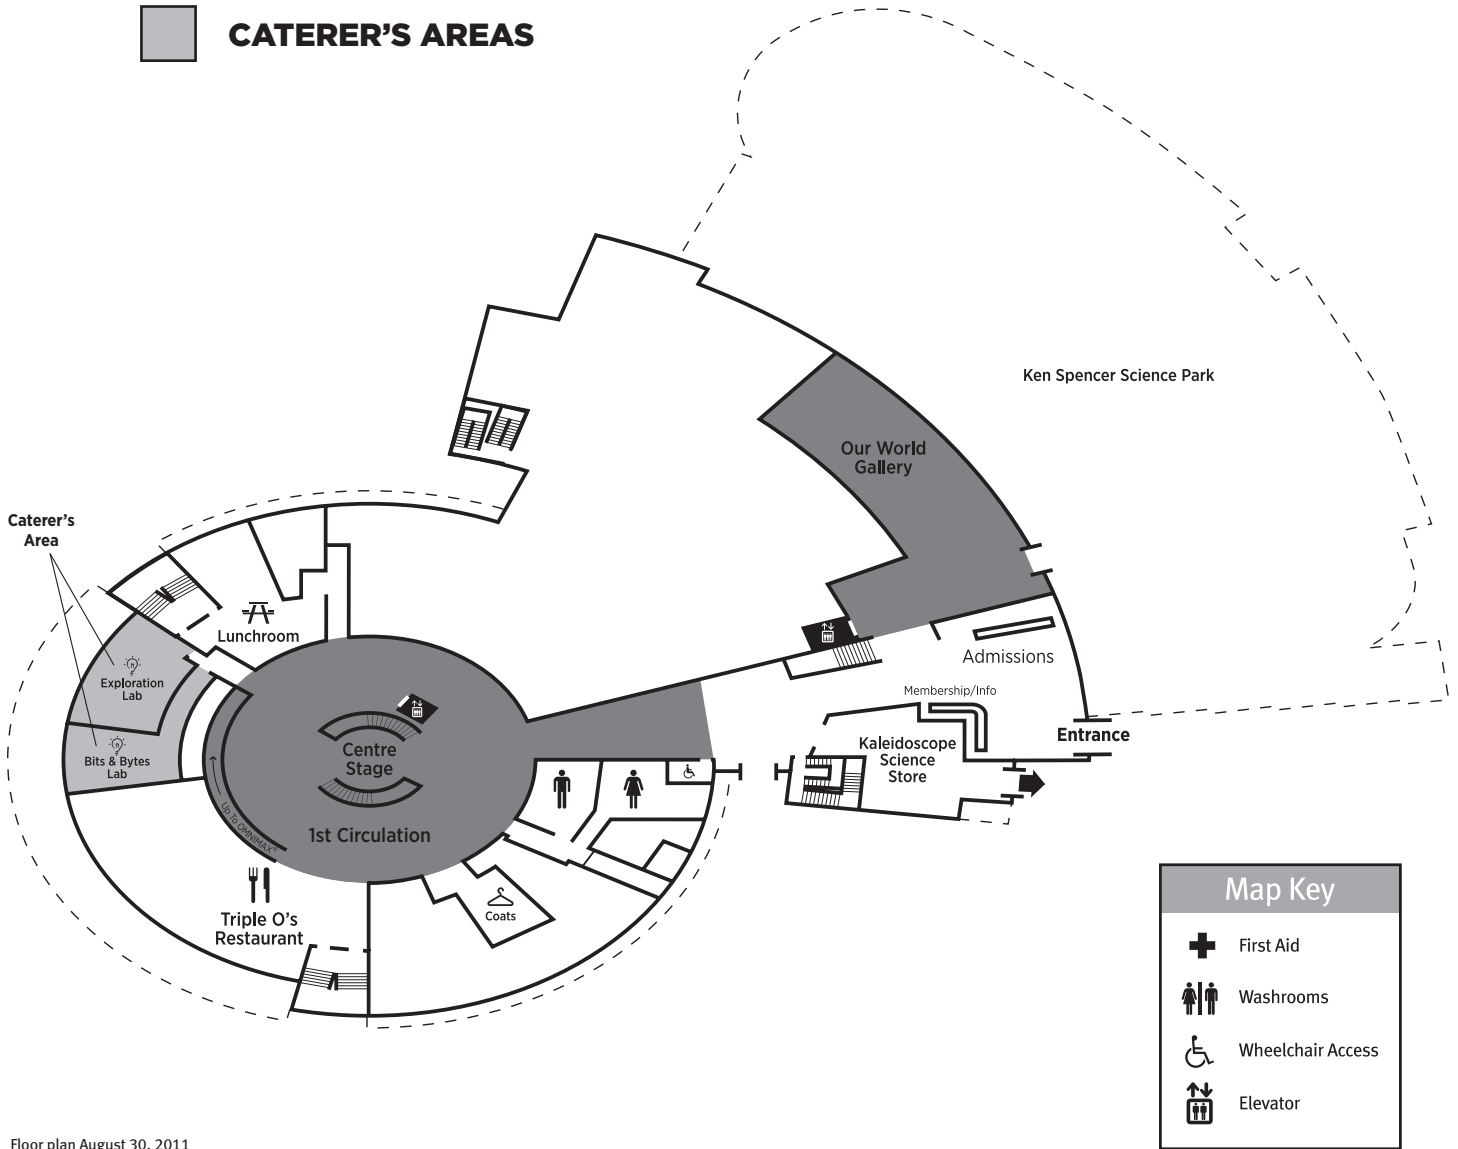 CATERER'S AREAS
Ken Spencer Science Park
Our World
Gallery
Caterer's
Area
Lunchroom
Exploration
Lab
Bits & Bytes
Lab
Centre
Stage
Up To OMNIMAX®
1st Circulation
Triple O's
Restaurant
Coats
Admissions
Membership/Info
Kaleidoscope
Science
Store
Entrance
Map Key
First Aid
Washrooms
Wheelchair Access
Elevator
Floor plan August 30, 2011